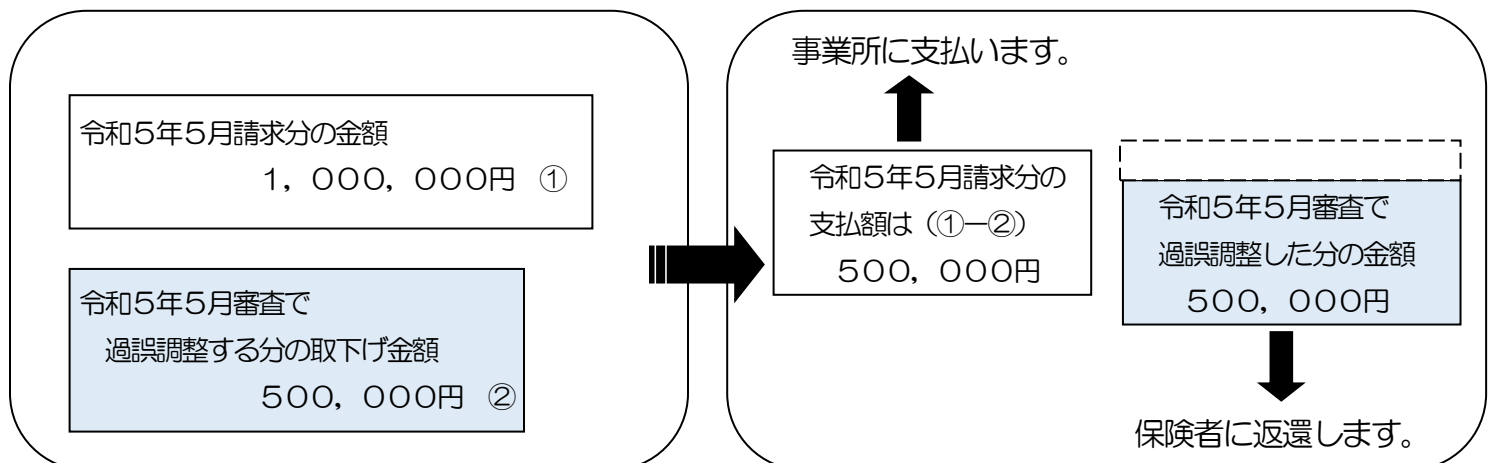 令和５年５月請求分の金額
１，０００，０００円　①
令和５年５月審査で
過誤調整する分の取下げ金額
５００，０００円　②
事業所に支払います。
令和５年５月請求分の
支払額は（①－②）
５００，０００円
令和５年５月審査で
過誤調整した分の金額
５００，０００円
保険者に返還します。